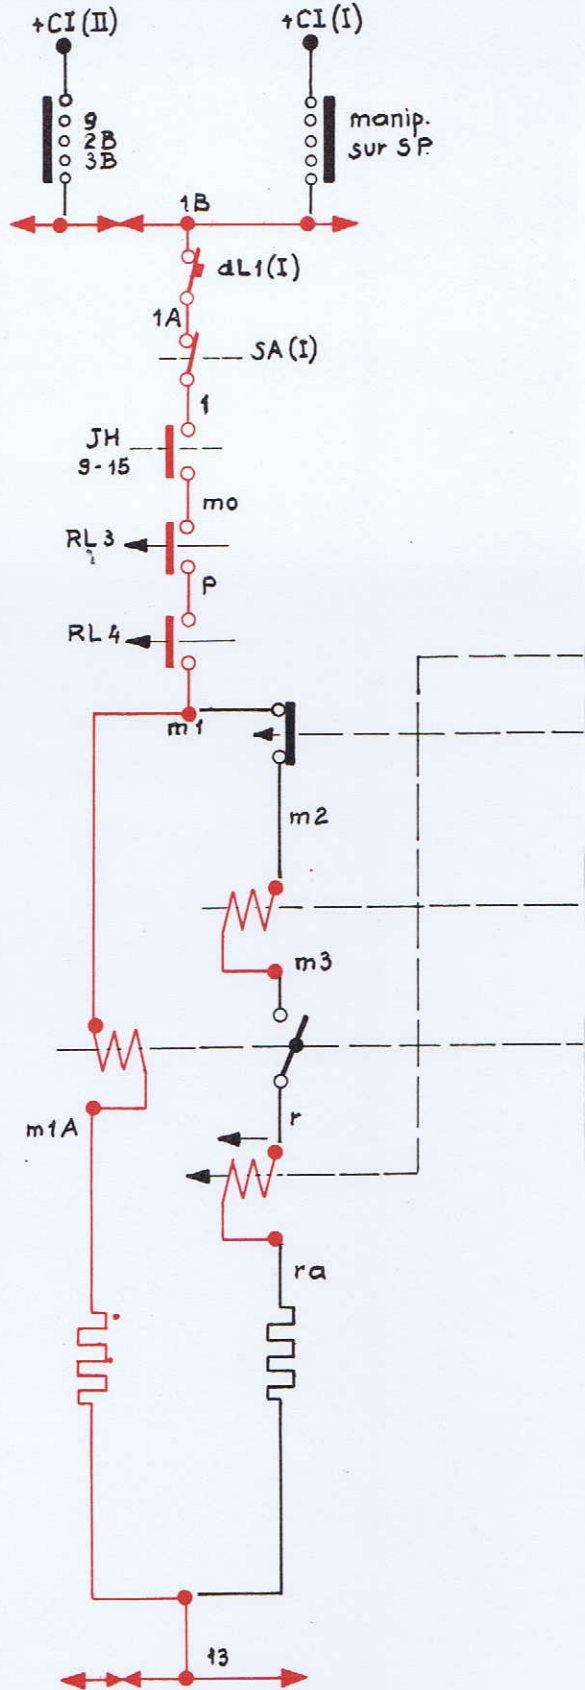 +CI (II)
+CI (I)
9
2B
3B
manip.
sur SP.
1B
dL1(I)
1A
SA (I)
1
JH
9-15
mo
RL3
P
RL4
m1
m2
m3
r
m1A
ra
13